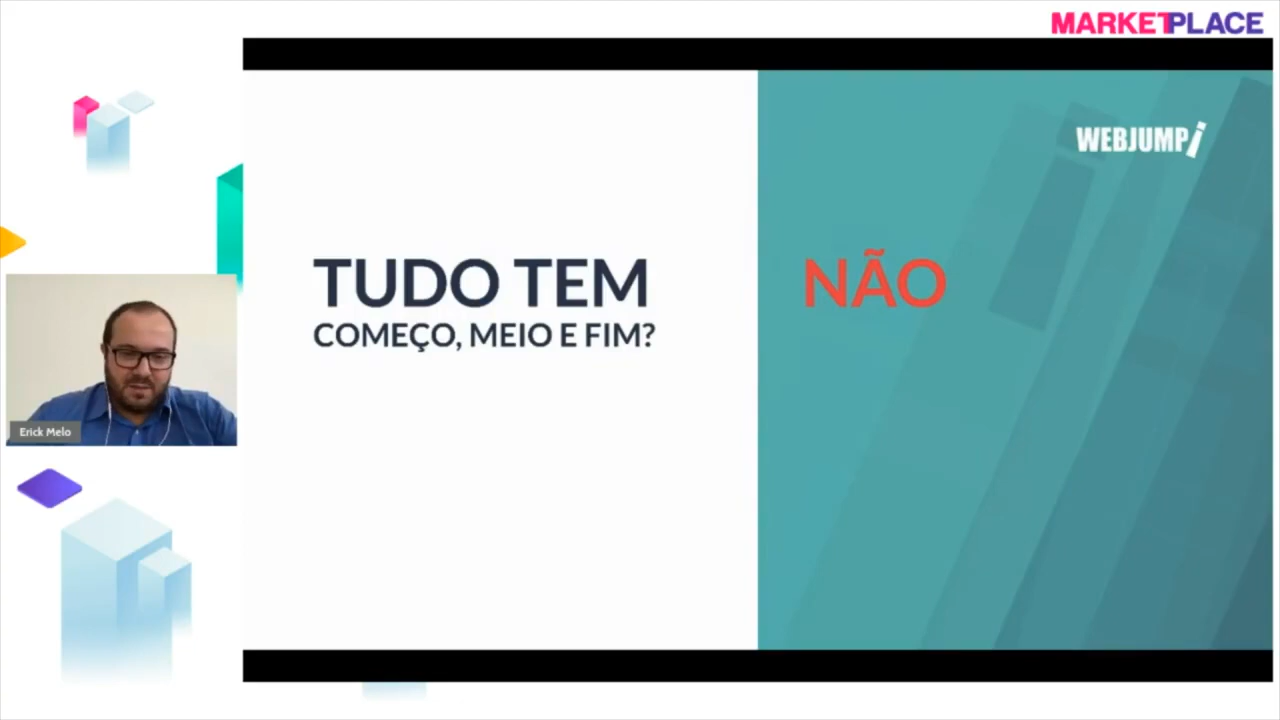 MARKETPLACE
WEBJUMP!
TUDO TEM
COMEÇO, MEIO E FIM?
NÃO
Erick Melo